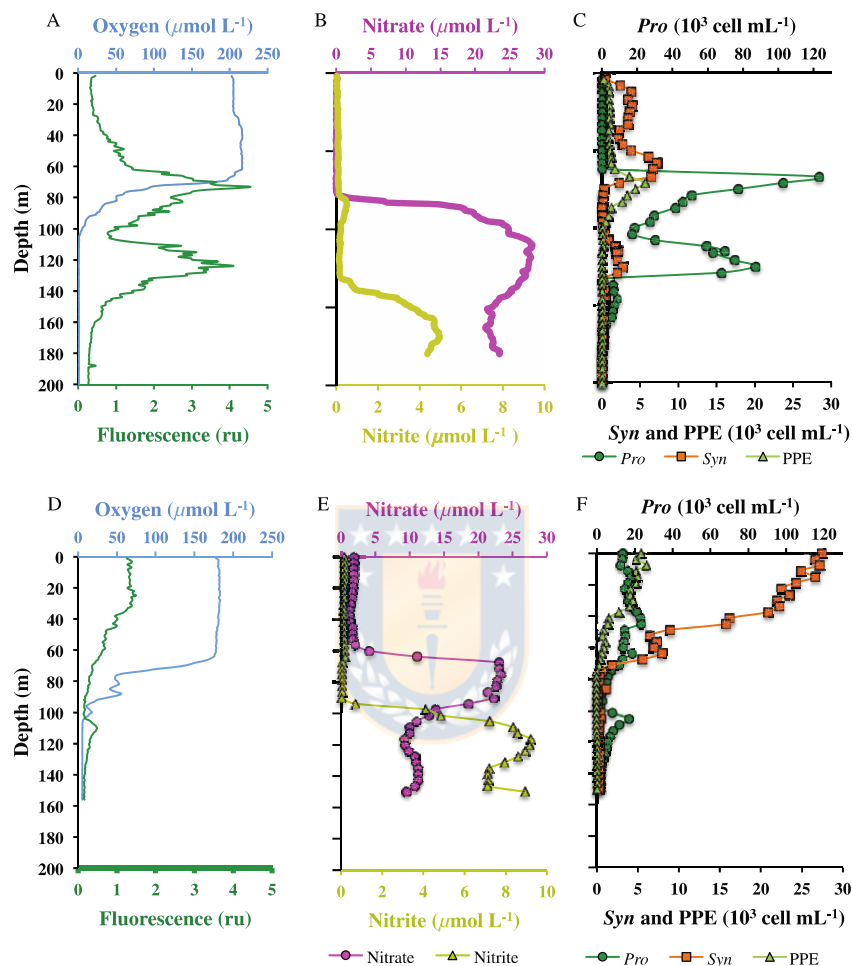 A
Oxygen (µmol L-1)
0 50 100 150 200 250
Depth (m)
0
20
40
60
80
100
120
140
160
180
200
0 1 2 3 4 5
Fluorescence (ru)
B
Nitrate (µmol L-1)
0 5 10 15 20 25 30
0 2 4 6 8 10
Nitrite (µmol L-1 )
C
Pro (103 cell mL-1)
0 20 40 60 80 100 120
0 5 10 15 20 25 30
Syn and PPE (103 cell mL-1)
Pro Syn PPE
D
Oxygen (µmol L-1)
0 50 100 150 200 250
Depth (m)
0
20
40
60
80
100
120
140
160
180
200
0 1 2 3 4 5
Fluorescence (ru)
E
Nitrate (µmol L-1)
0 5 10 15 20 25 30
0 2 4 6 8 10
Nitrite (µmol L-1)
Nitrate Nitrite
F
Pro (103 cell mL-1)
0 20 40 60 80 100 120
0 5 10 15 20 25 30
Syn and PPE (103 cell mL-1)
Pro Syn PPE